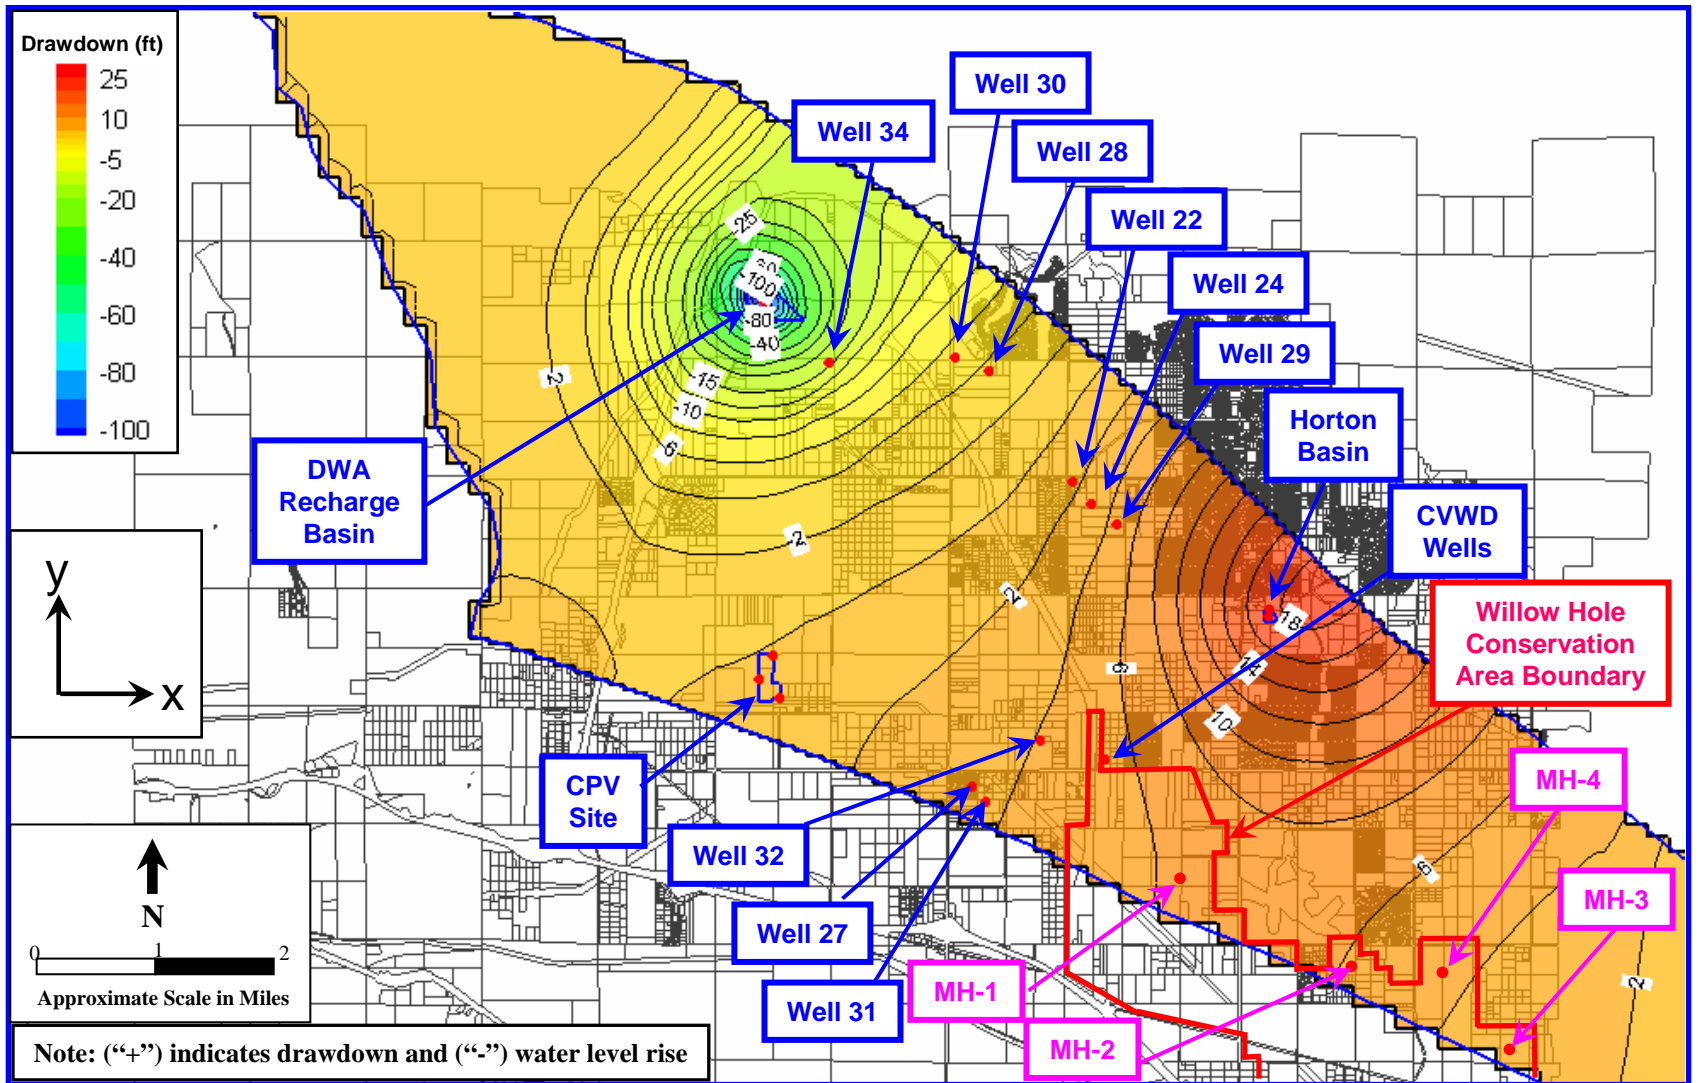 Drawdown (ft)
25
10
-5
-20
-40
-60
-80
-100
Well 30
Well 34
Well 28
Well 22
Well 24
Well 29
Horton
Basin
CVWD
Wells
Willow Hole
Conservation
Area Boundary
DWA
Recharge
Basin
-25
-100
-80
-40
-15
-10
-2
2
18
14
10
6
6
2
y
x
CPV
Site
Well 32
Well 27
Well 31
MH-1
MH-2
MH-4
MH-3
N
0 1 2
Approximate Scale in Miles
Note: (“+”) indicates drawdown and (“-”) water level rise